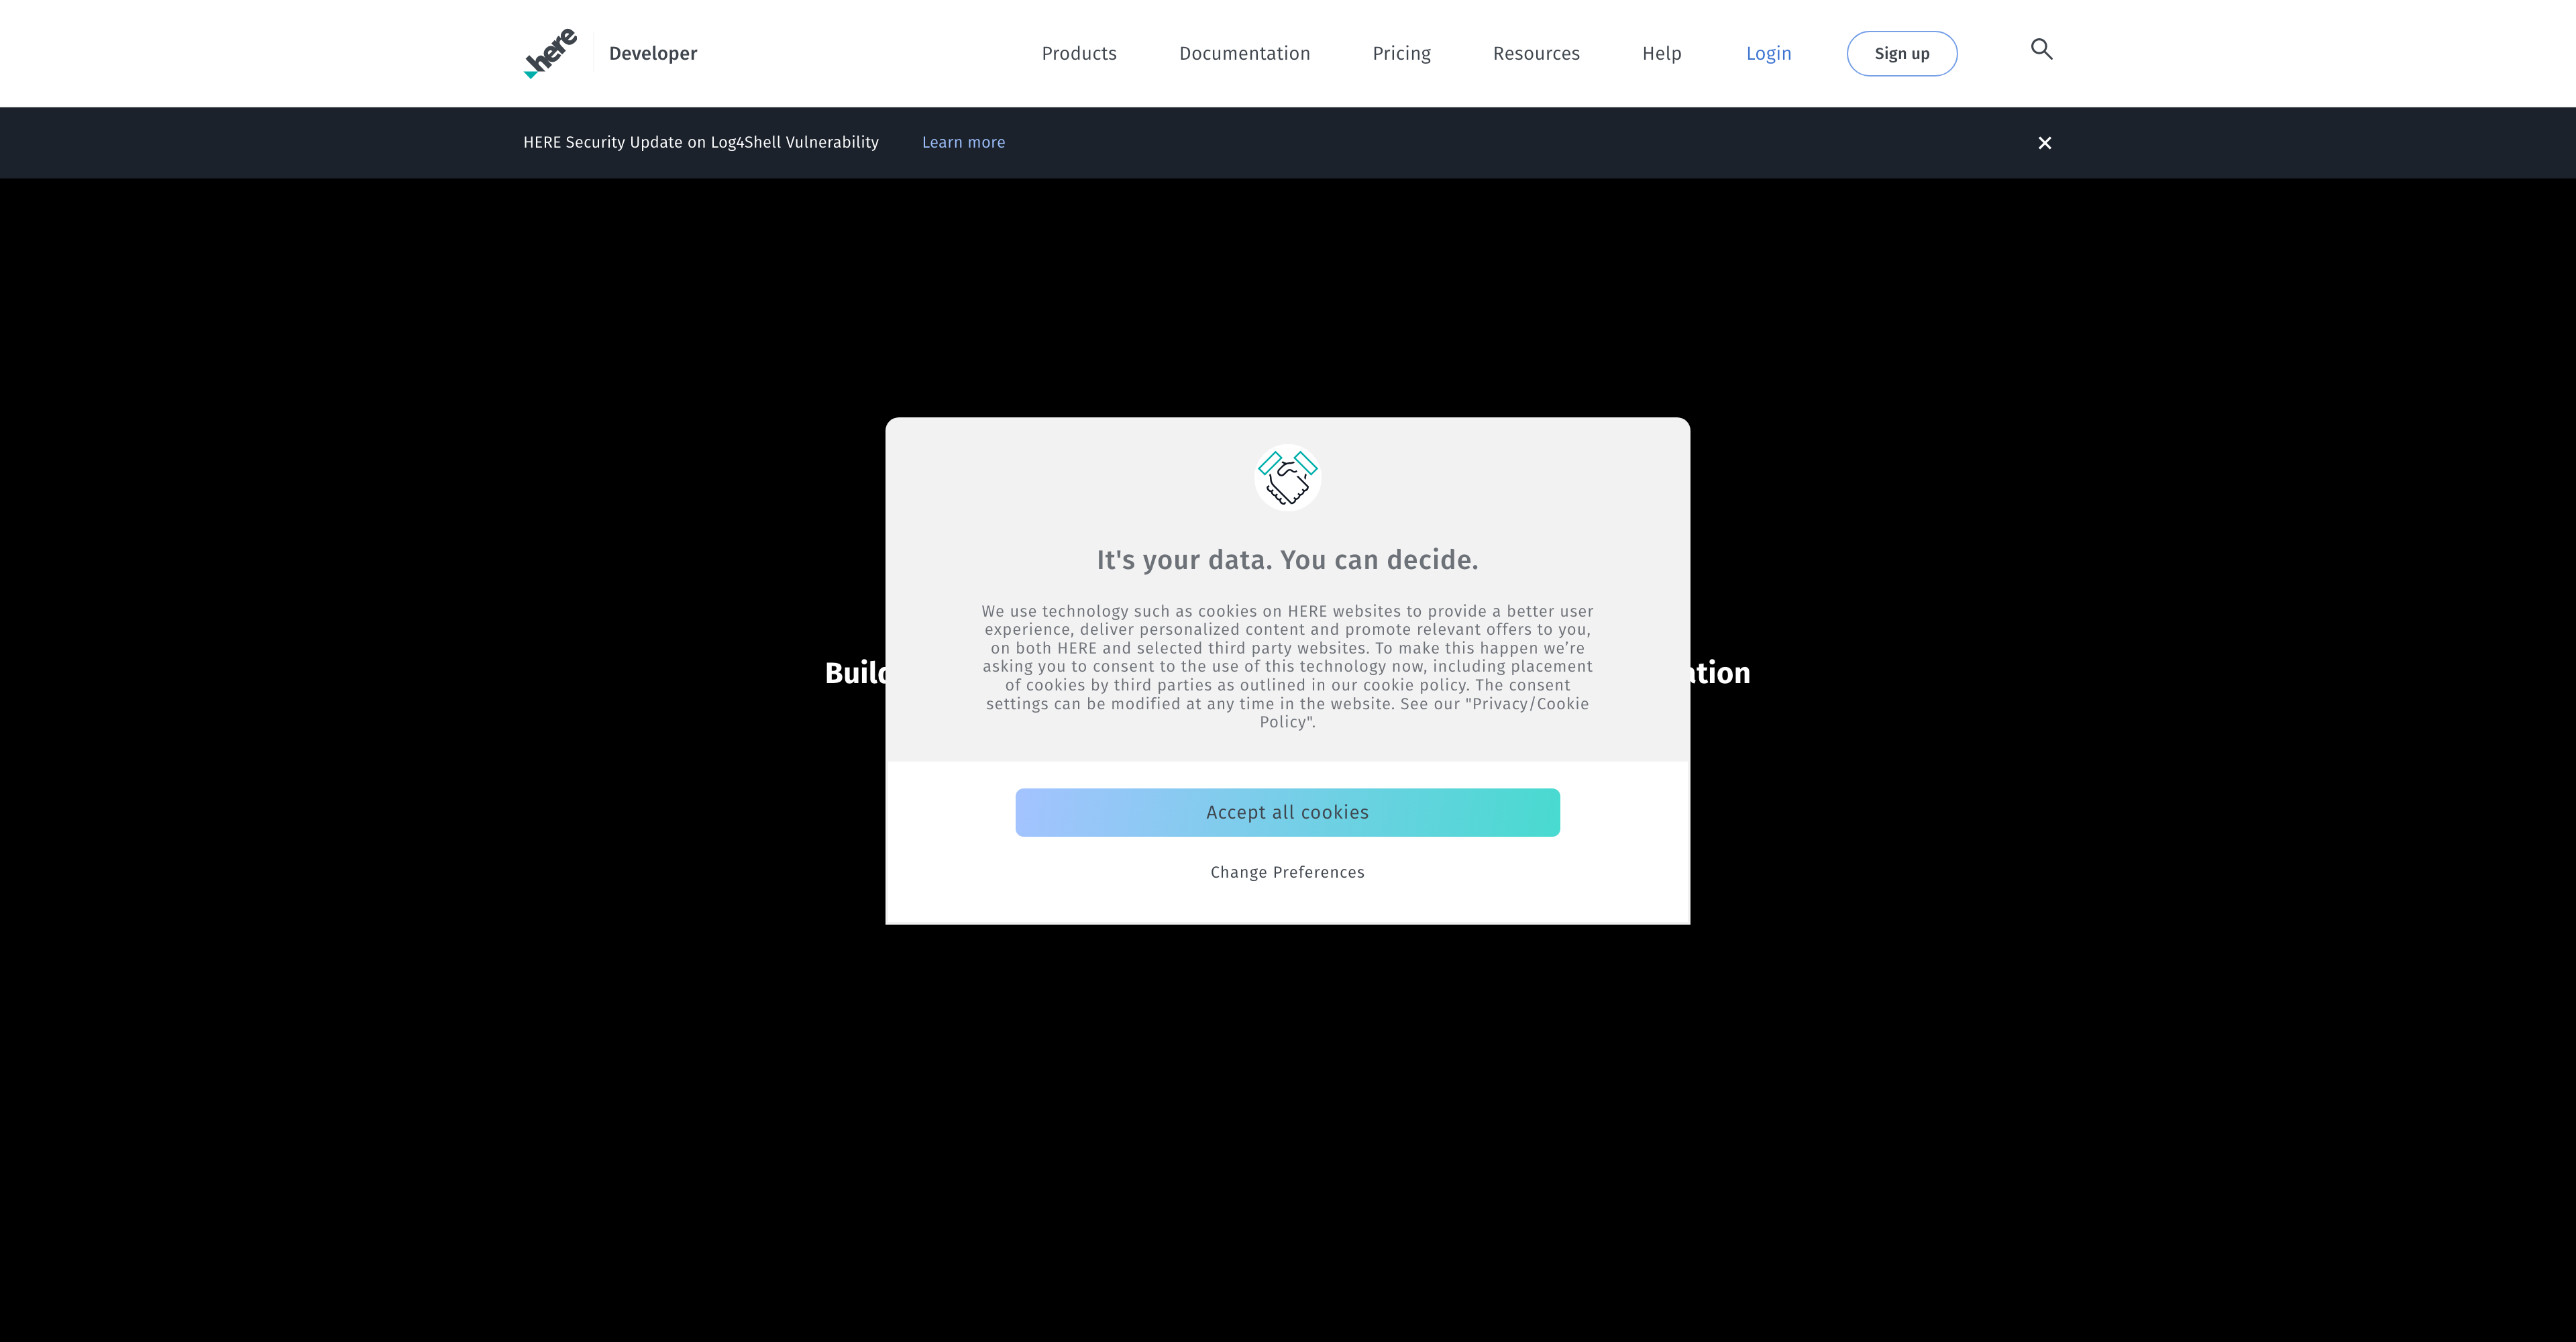 here
Developer
Products
Documentation
Pricing
Resources
Help
Login
Sign up
HERE Security Update on Log4Shell Vulnerability
Learn more
It's your data. You can decide.
We use technology such as cookies on HERE websites to provide a better user
experience, deliver personalized content and promote relevant offers to you,
on both HERE and selected third party websites. To make this happen we’re
asking you to consent to the use of this technology now, including placement
of cookies by third parties as outlined in our cookie policy. The consent
settings can be modified at any time in the website. See our "Privacy/Cookie
Policy".
Accept all cookies
Change Preferences